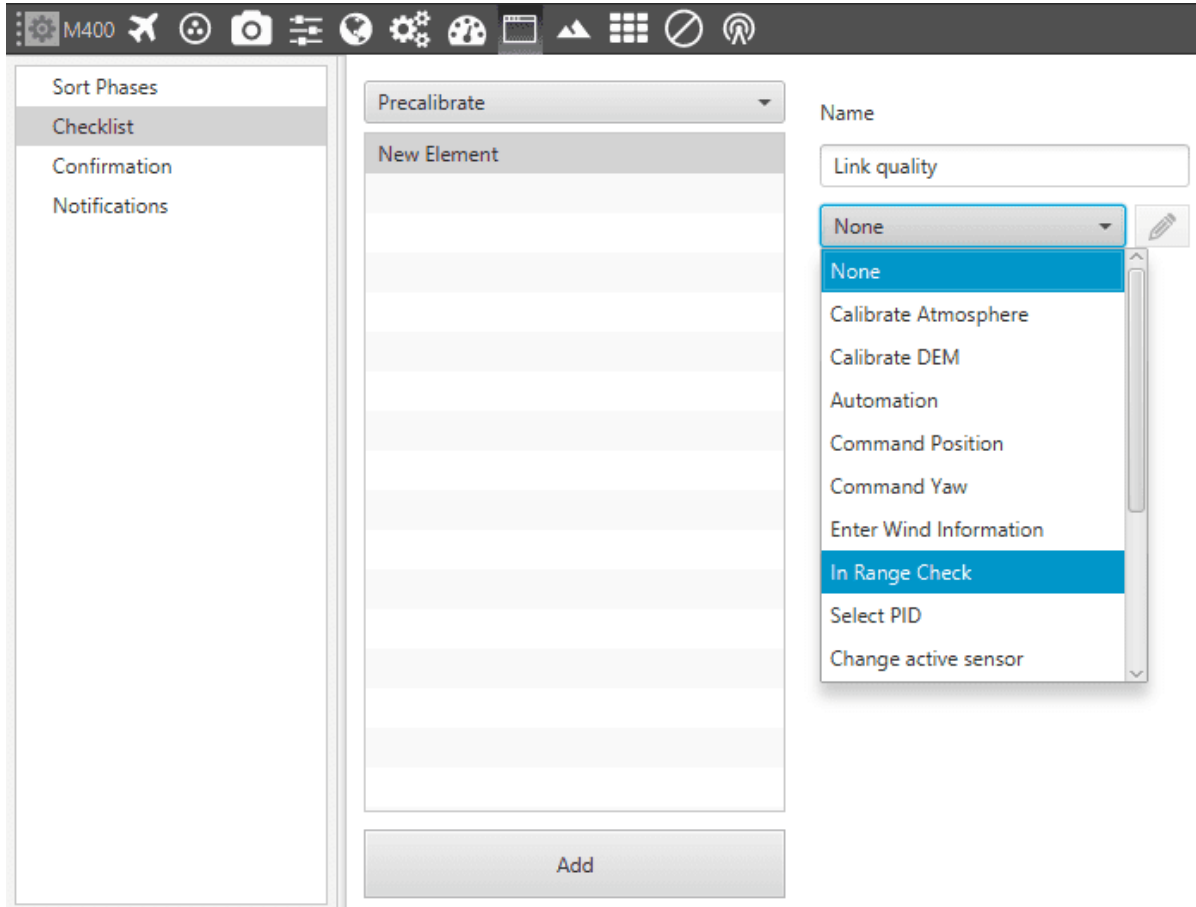 M400
Sort Phases
Checklist
Confirmation
Notifications
Precalibrate
New Element
Add
Name
Link quality
None
None
Calibrate Atmosphere
Calibrate DEM
Automation
Command Position
Command Yaw
Enter Wind Information
In Range Check
Select PID
Change active sensor